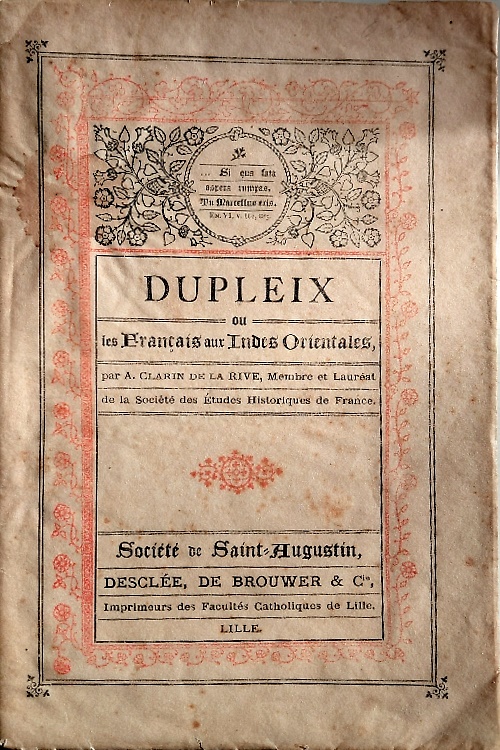 ... Si qua fata
aspera rumpas,
Tu Marcellus eris.
DUPLEIX
ou
les Français aux Indes Orientales,
par A. CLARIN DE LA RIVE, Membre et Lauréat
de la Société des Études Historiques de France.
Société de Saint-Augustin,
DESCLÉE, DE BROUWER & Cie,
Imprimeurs des Facultés Catholiques de Lille.
LILLE.